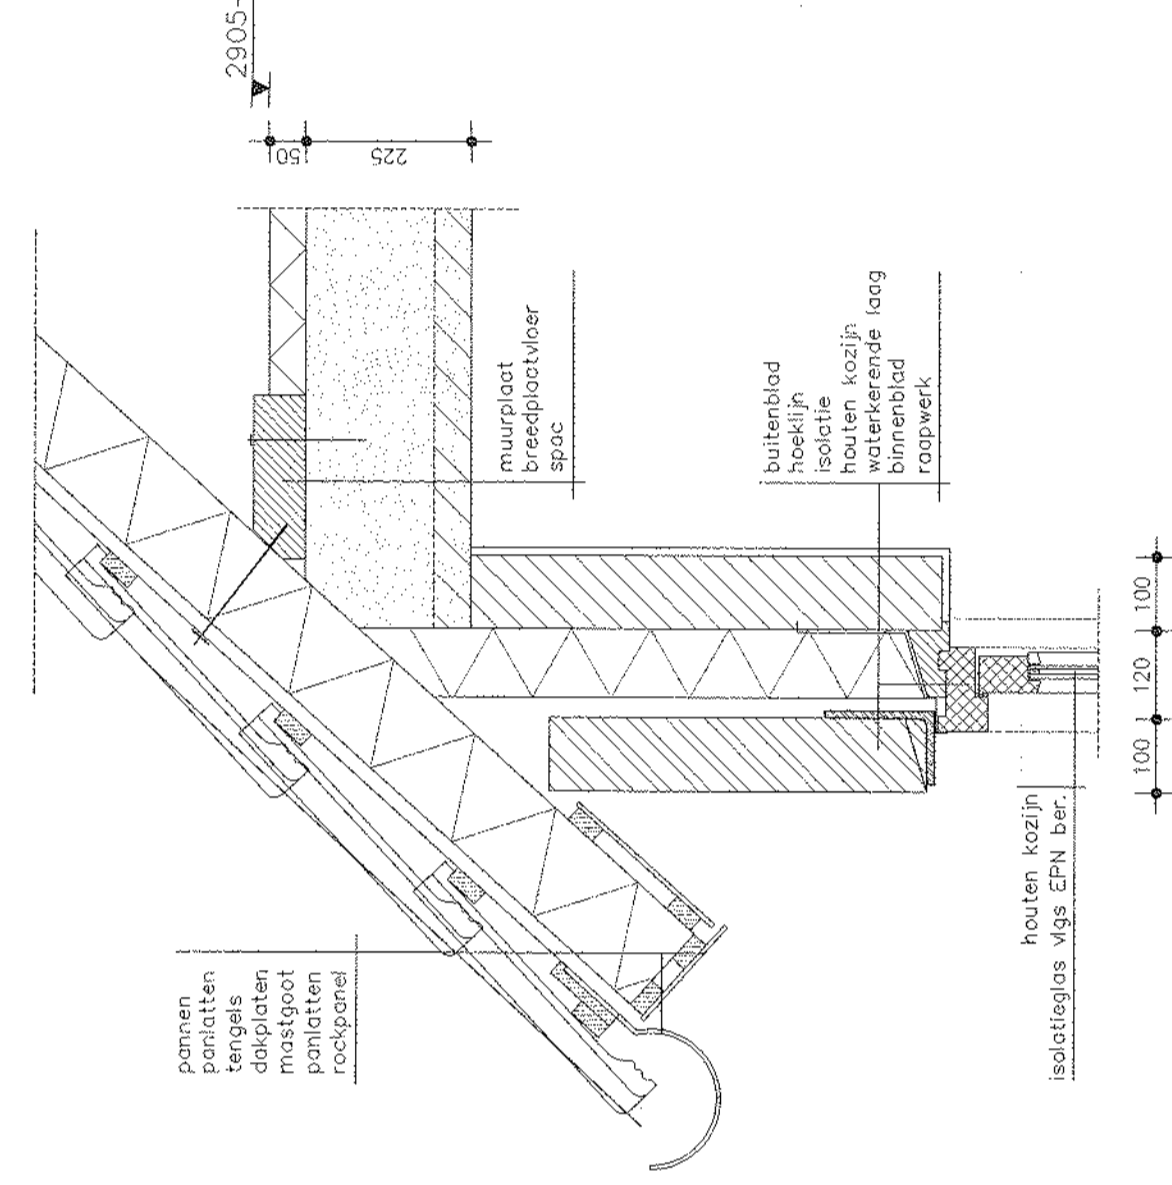 2905-
50
225
muurplaat
breedplaatvloer
spac
buitenblad
hoeklijn
isolatie
houten kozijn
waterkerende laag
binnenblad
raapwerk
pannen
panlatten
tengels
dakplaten
mastgoot
panlatten
rockpanel
houten kozijn
isolatieglas vlgs EPN ber.
100
120
100